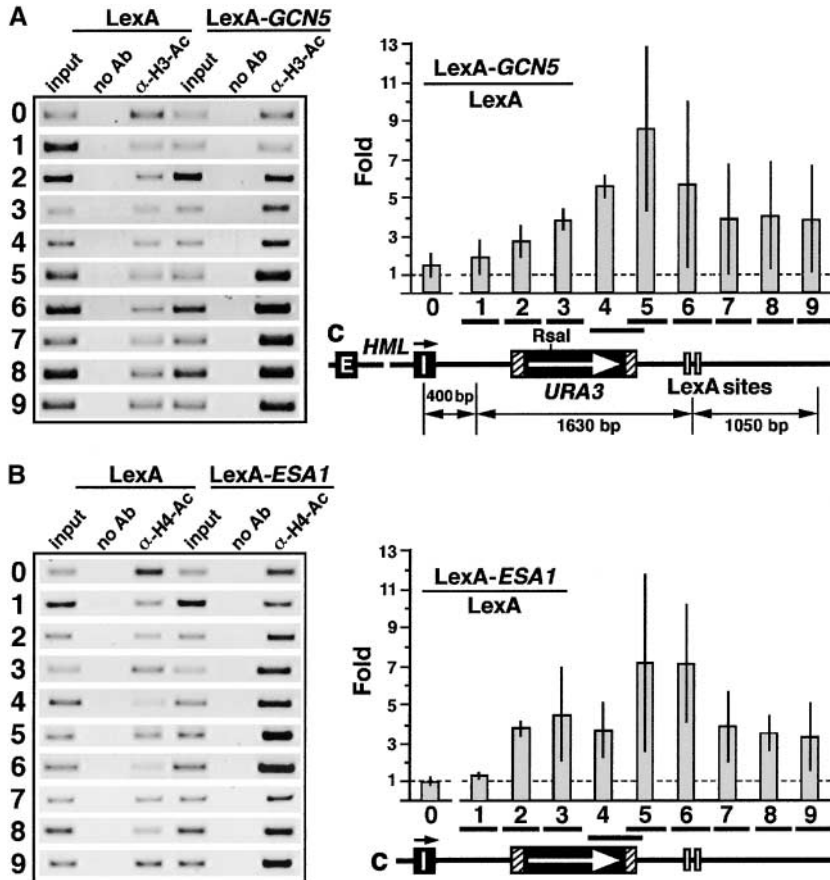 A
LexA LexA-GCN5
input no Ab α-H3-Ac input no Ab α-H3-Ac
0
1
2
3
4
5
6
7
8
9
LexA-GCN5
LexA
Fold
13
11
9
7
5
3
1
0 1 2 3 4 5 6 7 8 9
C
RsaI
E HML I
URA3 LexA sites
400 bp 1630 bp 1050 bp
B
LexA LexA-ESA1
input no Ab α-H4-Ac input no Ab α-H4-Ac
0
1
2
3
4
5
6
7
8
9
LexA-ESA1
LexA
Fold
13
11
9
7
5
3
1
0 1 2 3 4 5 6 7 8 9
C I